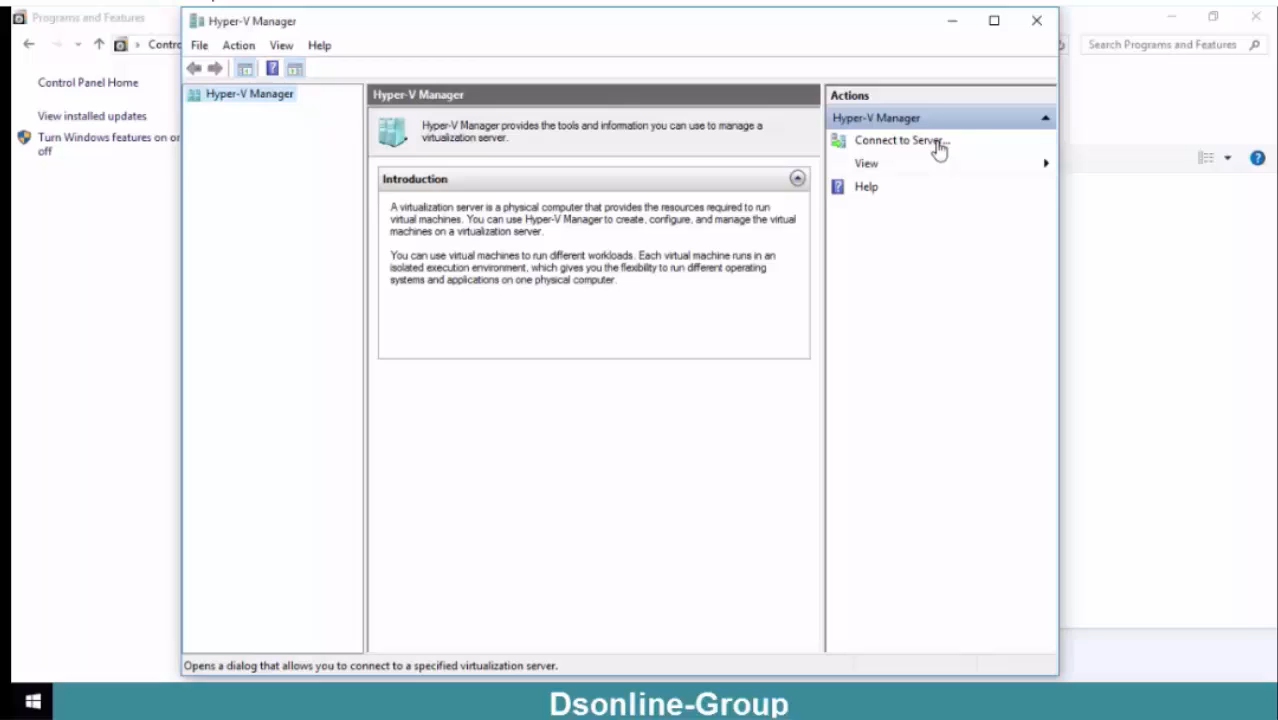 Programs and Features
Hyper-V Manager
Contro
Search Programs and Features
File Action View Help
Control Panel Home
View installed updates
Turn Windows features on or
off
Hyper-V Manager
Hyper-V Manager
Hyper-V Manager provides the tools and information you can use to manage a
virtualization server.
Introduction
A virtualization server is a physical computer that provides the resources required to run
virtual machines. You can use Hyper-V Manager to create, configure, and manage the virtual
machines on a virtualization server.
You can use virtual machines to run different workloads. Each virtual machine runs in an
isolated execution environment, which gives you the flexibility to run different operating
systems and applications on one physical computer.
Actions
Hyper-V Manager
Connect to Server...
View
Help
Opens a dialog that allows you to connect to a specified virtualization server.
Dsonline-Group